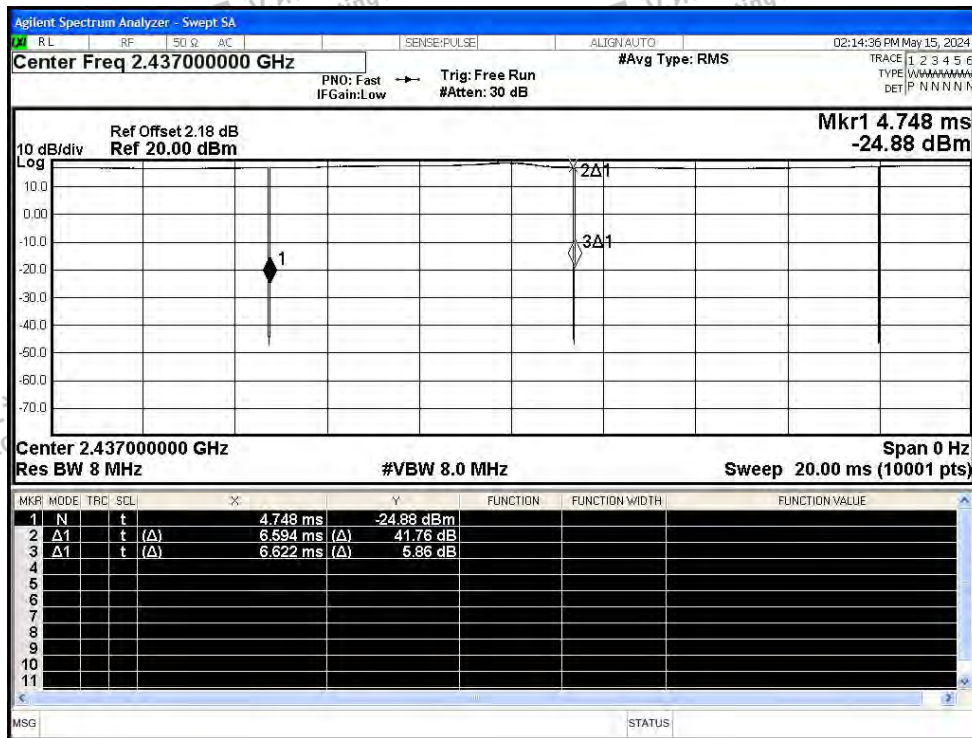 Agilent Spectrum Analyzer - Swept SA
LXI RL RF 50 Ω AC SENSE:PULSE ALIGN AUTO 02:14:36 PM May 15, 2024
Center Freq 2.437000000 GHz #Avg Type: RMS TRACE 1 2 3 4 5 6
PNO: Fast Trig: Free Run TYPE WWWWWW
IFGain:Low #Atten: 30 dB DET P N N N N N
Mkr1 4.748 ms
Ref Offset 2.18 dB
-24.88 dBm
10 dB/div Ref 20.00 dBm
Log
10.0
0.00
-10.0
-20.0
-30.0
-40.0
-50.0
-60.0
-70.0
1
2Δ1
3Δ1
Center 2.437000000 GHz Span 0 Hz
Res BW 8 MHz #VBW 8.0 MHz Sweep 20.00 ms (10001 pts)
MKR MODE TRC SCL X Y FUNCTION FUNCTION WIDTH FUNCTION VALUE
1 N t 4.748 ms -24.88 dBm
2 Δ1 t (Δ) 6.594 ms (Δ) 41.76 dB
3 Δ1 t (Δ) 6.622 ms (Δ) 5.86 dB
4
5
6
7
8
9
10
11
MSG STATUS